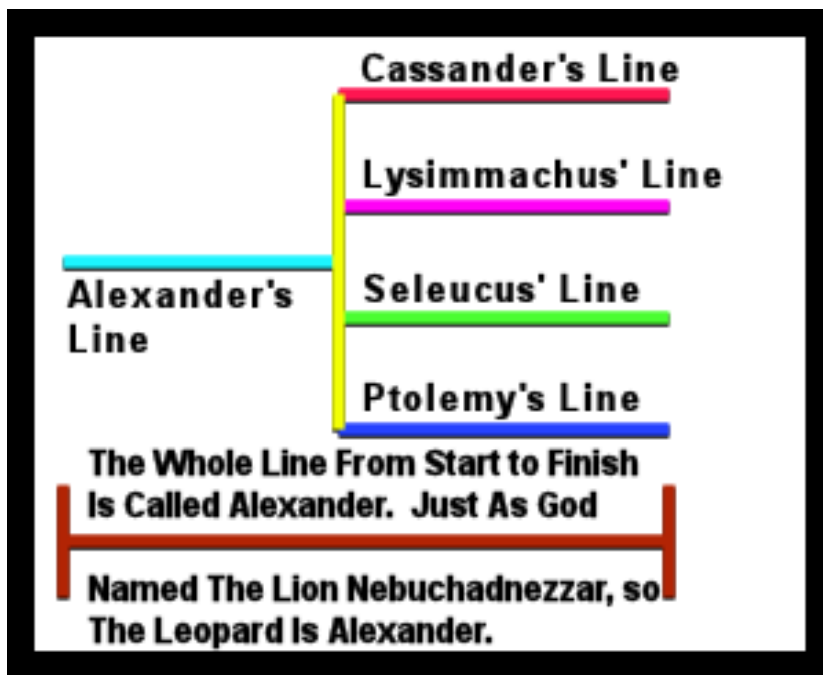 Cassander's Line
Lysimmachus' Line
Alexander's
Line
Seleucus' Line
Ptolemy's Line
The Whole Line From Start to Finish
Is Called Alexander. Just As God
Named The Lion Nebuchadnezzar, so
The Leopard Is Alexander.